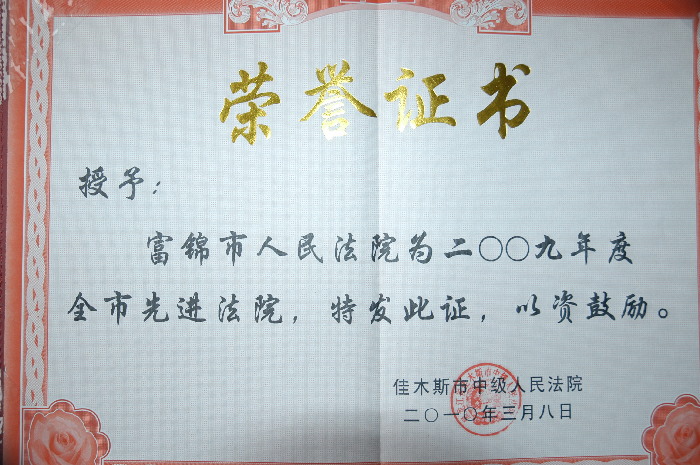 荣誉证书
授予：
富锦市人民法院为二〇〇九年度
全市先进法院，特发此证，以资鼓励。
佳木斯市中级人民法院
二〇一〇年三月八日